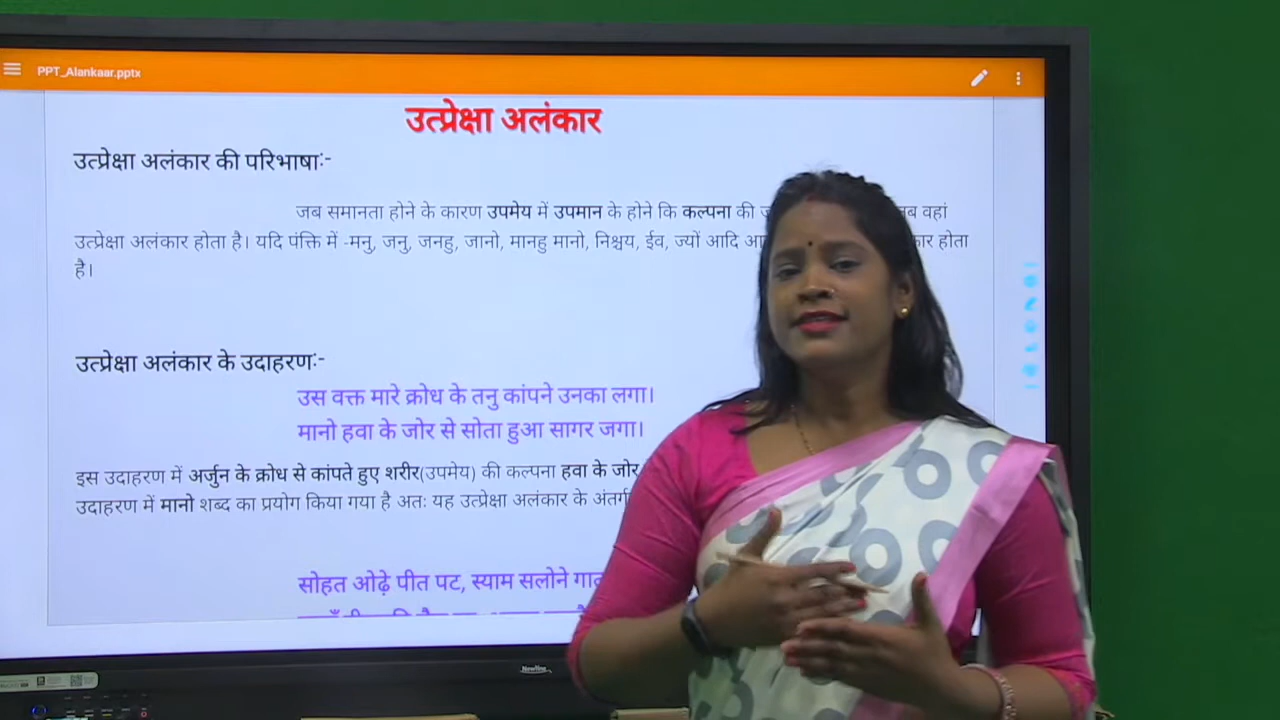 PPT_Alankaar.pptx
उत्प्रेक्षा अलंकार
उत्प्रेक्षा अलंकार की परिभाषा:-
जब समानता होने के कारण उपमेय में उपमान के होने कि कल्पना की वहां
उत्प्रेक्षा अलंकार होता है। यदि पंक्ति में -मनु, जनु, जनहु, जानो, मानहु मानो, निश्चय, ईव, ज्यों आदि होता
है।
उत्प्रेक्षा अलंकार के उदाहरण:-
उस वक्त मारे क्रोध के तनु कांपने उनका लगा।
मानो हवा के जोर से सोता हुआ सागर जगा।
इस उदाहरण में अर्जुन के क्रोध से कांपते हुए शरीर(उपमेय) की कल्पना हवा के जोर
उदाहरण में मानो शब्द का प्रयोग किया गया है अतः यह उत्प्रेक्षा अलंकार के
सोहत ओढ़े पीत पट, स्याम सलोने
Newline